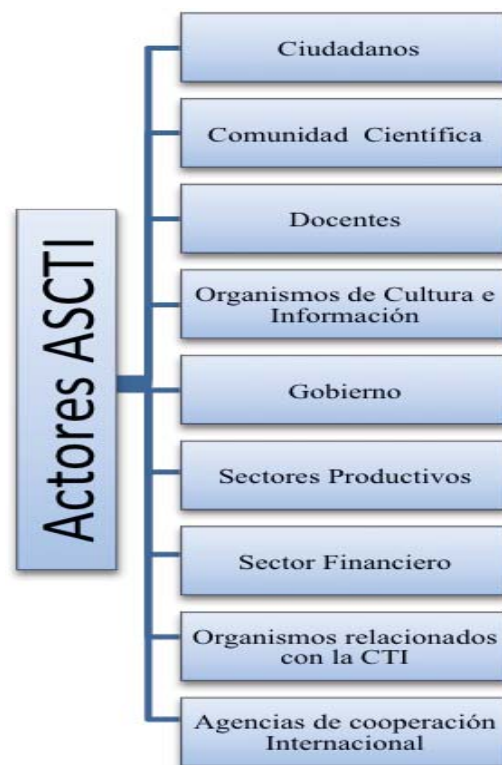 Actores ASCTI
Ciudadanos
Comunidad Científica
Docentes
Organismos de Cultura e
Información
Gobierno
Sectores Productivos
Sector Financiero
Organismos relacionados
con la CTI
Agencias de cooperación
Internacional